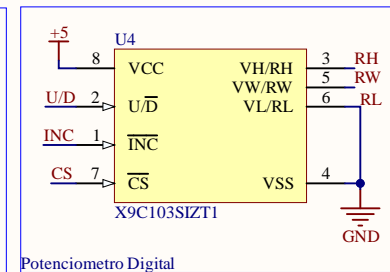 +5
U4
8 VCC VH/RH 3 RH
VW/RW 5 RW
U/D 2 U/D VL/RL 6 RL
INC 1 INC
CS 7 CS VSS 4
X9C103SIZT1
GND
Potenciometro Digital